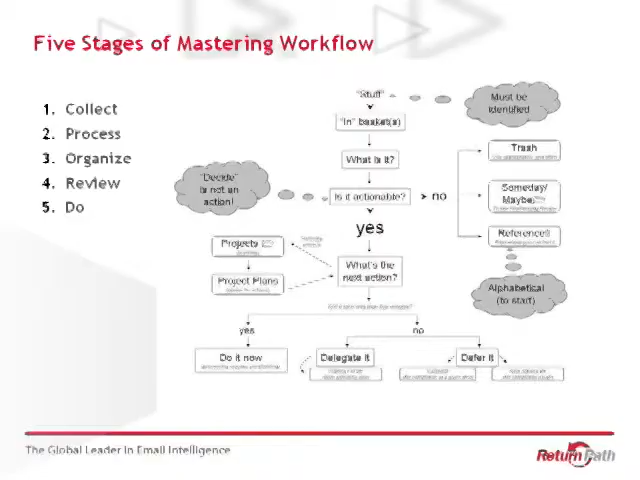 Five Stages of Mastering Workflow
1. Collect
2. Process
3. Organize
4. Review
5. Do
"Stuff"
Must be
identified
"In" basket(s)
What is it?
Trash
"Decide"
is not an
action!
Is it actionable?
no
Someday/
Maybe
yes
Reference
Projects
What's the
next action?
Project Plans
Alphabetical
(to start)
yes
no
Do it now
Delegate it
Defer it
The Global Leader in Email Intelligence
Return Path